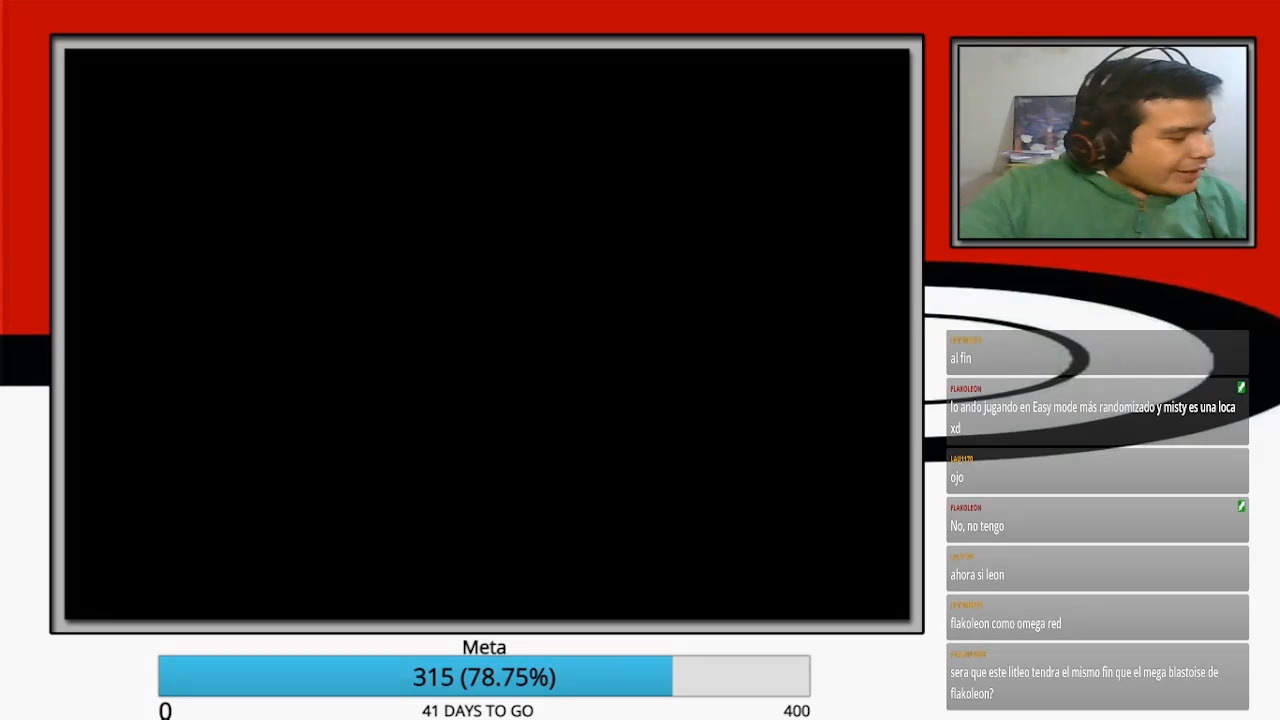 al fin
FLAKOLEON
lo ando jugando en Easy mode más randomizado y misty es una loca
xd
ojo
FLAKOLEON
No, no tengo
ahora si leon
flakoleon como omega red
sera que este litleo tendra el mismo fin que el mega blastoise de
flakoleon?
Meta
315 (78.75%)
0
41 DAYS TO GO
400